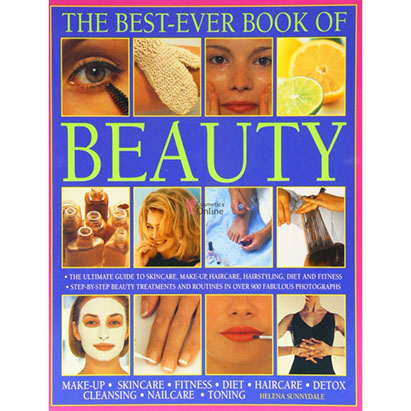 THE BEST-EVER BOOK OF
BEAUTY
Cosmetics
Online
• THE ULTIMATE GUIDE TO SKINCARE, MAKE-UP, HAIRCARE, HAIRSTYLING, DIET AND FITNESS
• STEP-BY-STEP BEAUTY TREATMENTS AND ROUTINES IN OVER 900 FABULOUS PHOTOGRAPHS
MAKE-UP • SKINCARE • FITNESS • DIET • HAIRCARE • DETOX
CLEANSING • NAILCARE • TONING HELENA SUNNYDALE